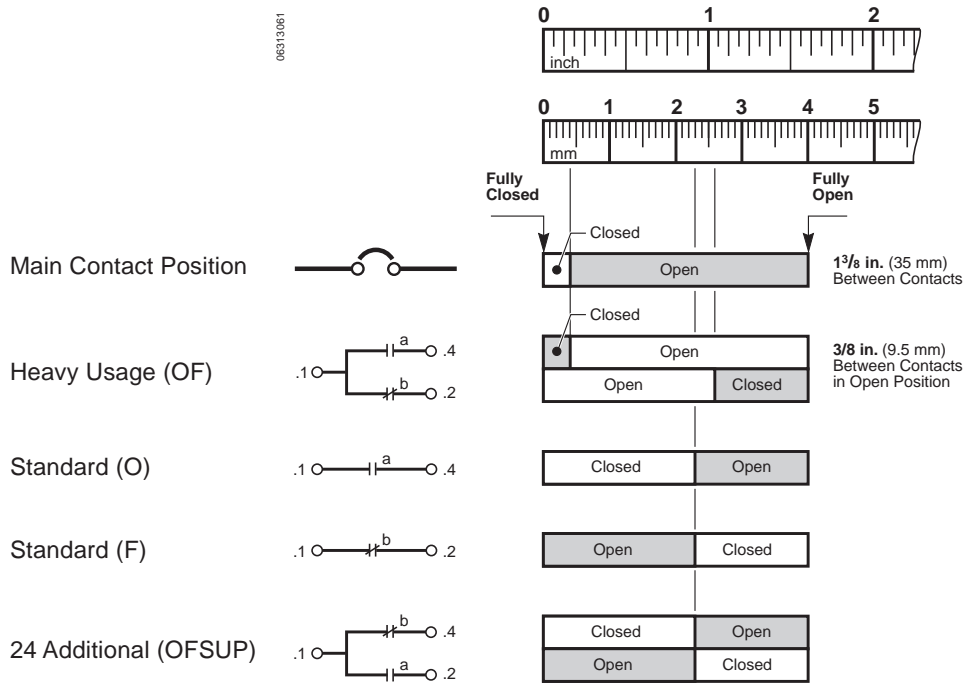 06313061
0 1 2
inch
0 1 2 3 4 5
mm
Fully
Closed
Fully
Open
Main Contact Position
Closed
Open
1 3/8 in. (35 mm)
Between Contacts
Heavy Usage (OF)
.1
a
.4
b
.2
Closed
Open
Open
Closed
3/8 in. (9.5 mm)
Between Contacts
in Open Position
Standard (O)
.1
a
.4
Closed
Open
Standard (F)
.1
b
.2
Open
Closed
24 Additional (OFSUP)
.1
b
.4
a
.2
Closed
Open
Open
Closed